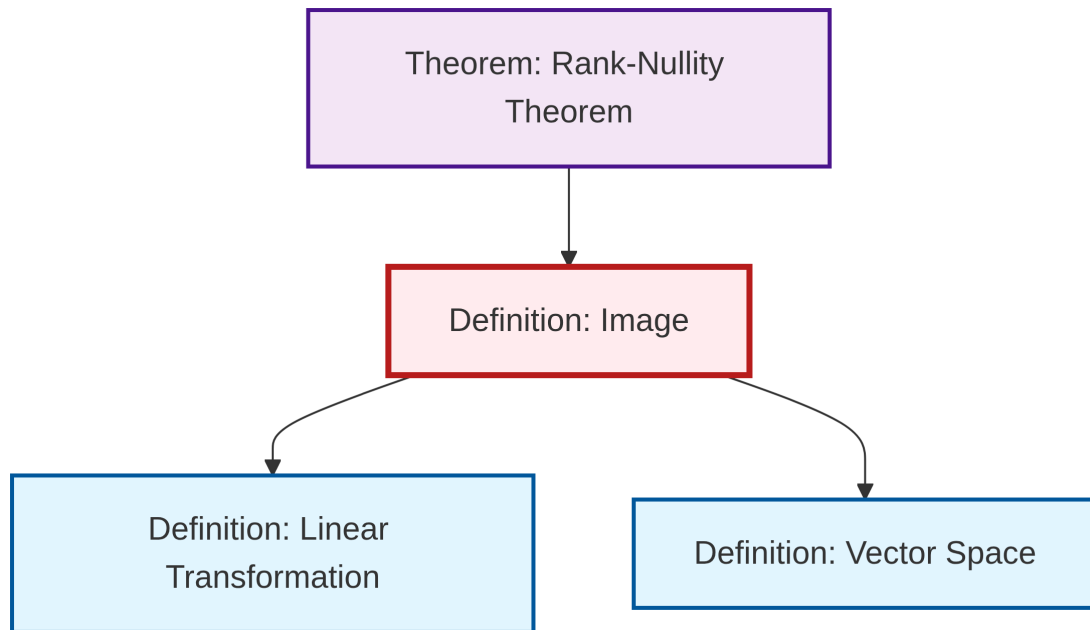 Theorem: Rank-Nullity
Theorem
Definition: Image
Definition: Linear
Transformation
Definition: Vector Space